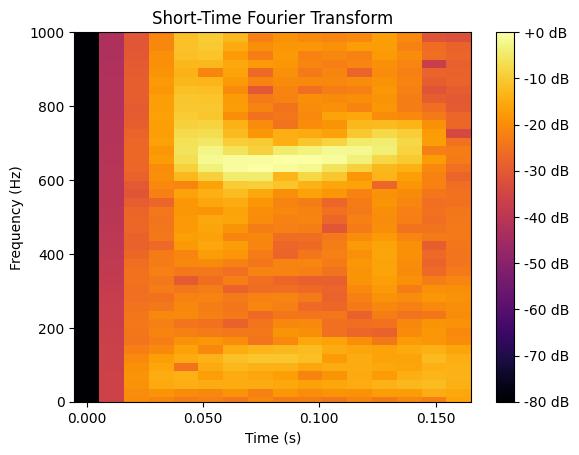 Short-Time Fourier Transform
1000
800
600
400
200
0
Frequency (Hz)
0.000
0.050
0.100
0.150
Time (s)
+0 dB
-10 dB
-20 dB
-30 dB
-40 dB
-50 dB
-60 dB
-70 dB
-80 dB